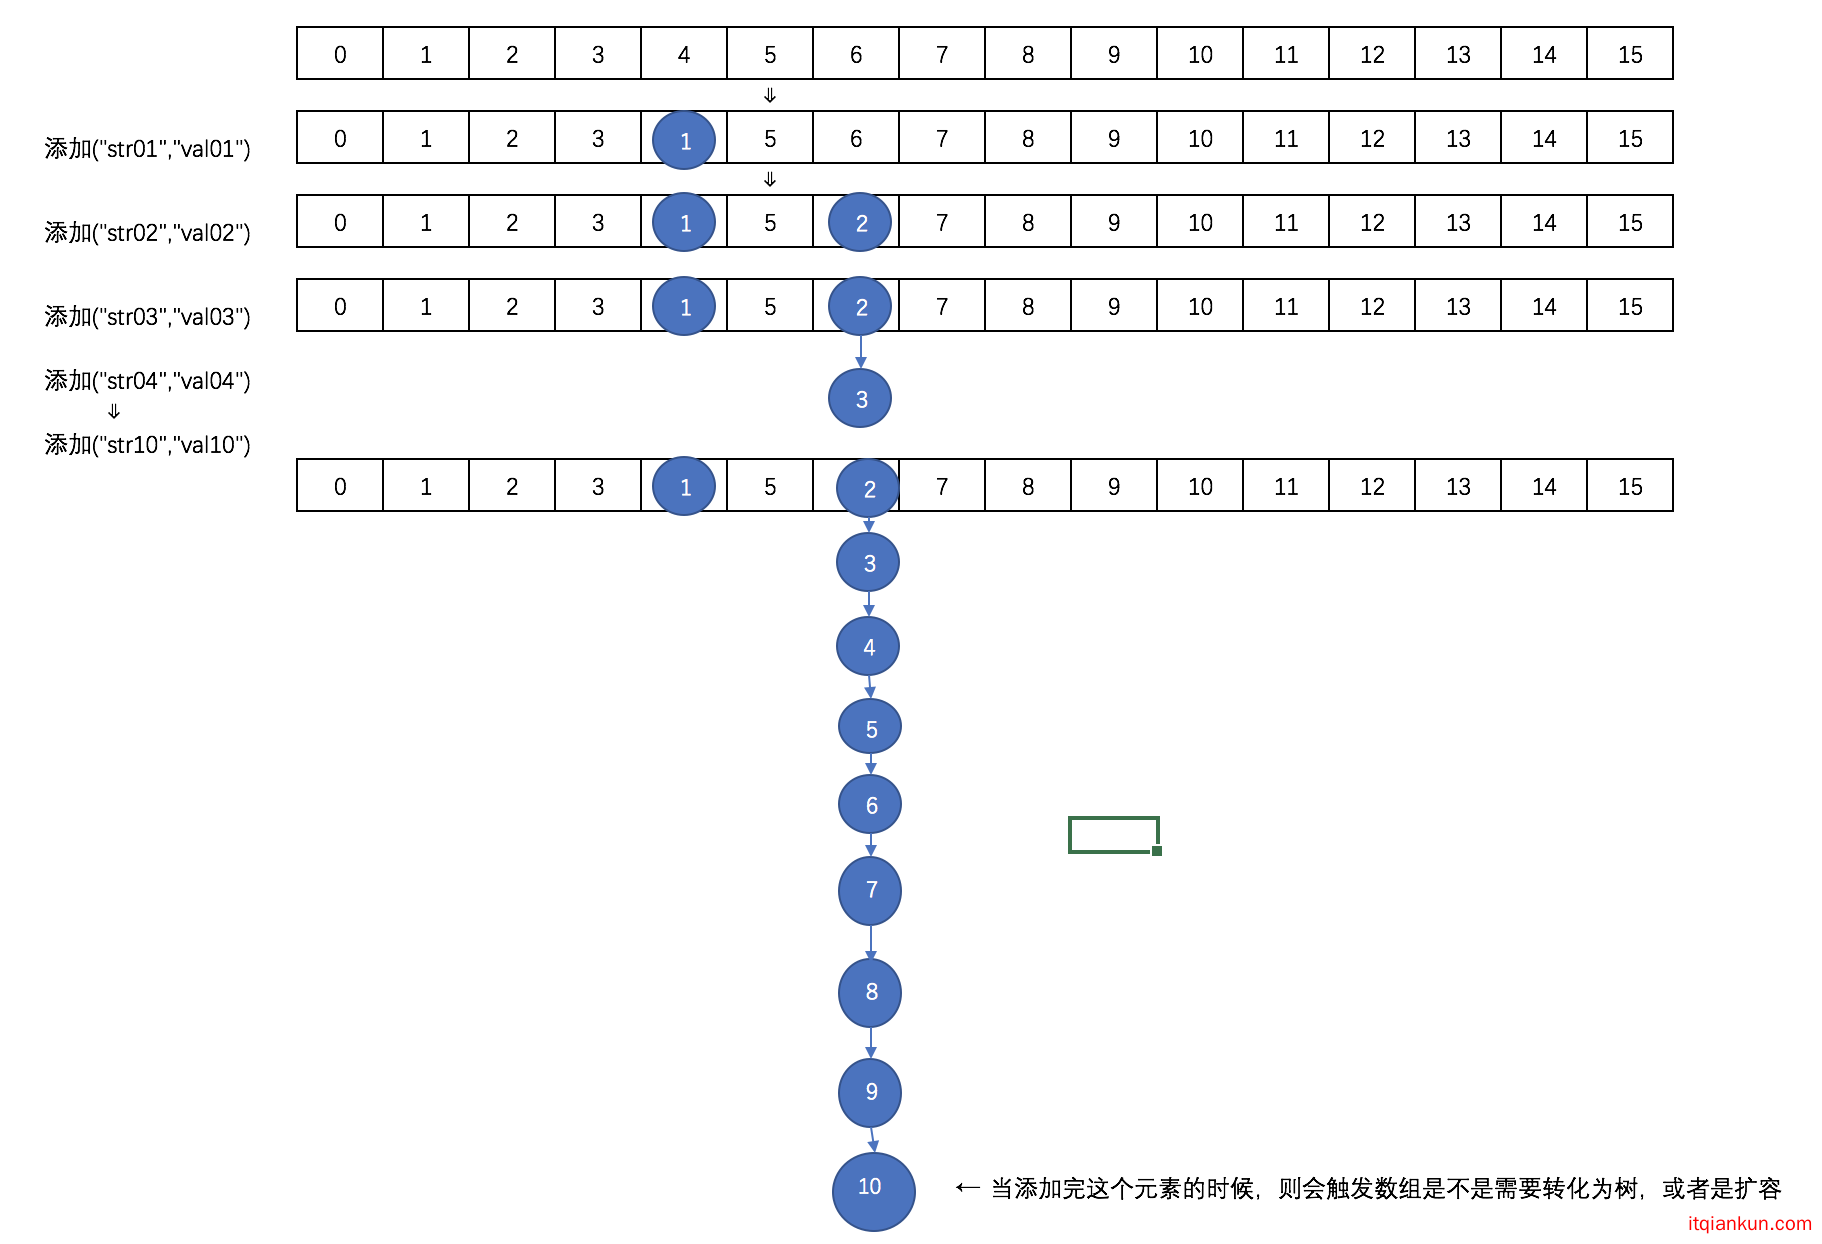 0 1 2 3 4 5 6 7 8 9 10 11 12 13 14 15
⇓
添加("str01","val01") 0 1 2 3 1 5 6 7 8 9 10 11 12 13 14 15
⇓
添加("str02","val02") 0 1 2 3 1 5 2 7 8 9 10 11 12 13 14 15
添加("str03","val03") 0 1 2 3 1 5 2 7 8 9 10 11 12 13 14 15
添加("str04","val04")
3
⇓
添加("str10","val10")
0 1 2 3 1 5 2 7 8 9 10 11 12 13 14 15
3
4
5
6
7
8
9
10
← 当添加完这个元素的时候，则会触发数组是不是需要转化为树，或者是扩容
itqiankun.com